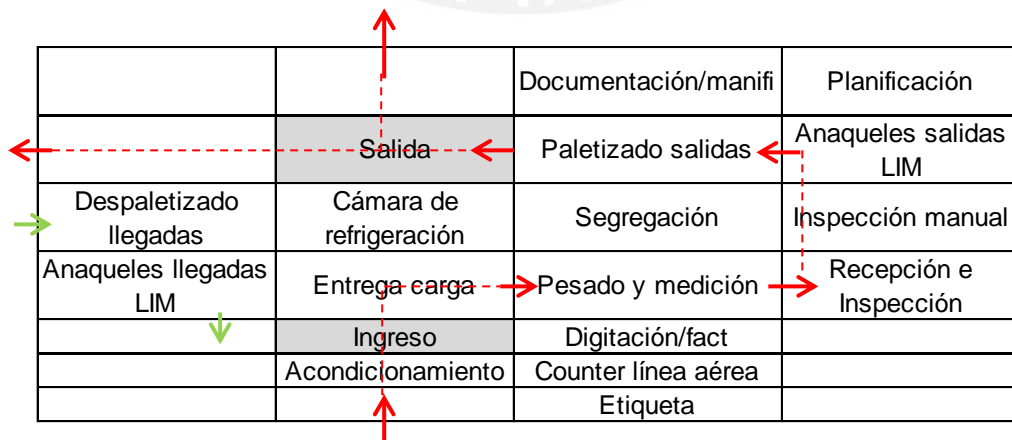 Documentación/manifi
Planificación
Salida
Paletizado salidas
Anaqueles salidas
LIM
Despaletizado
llegadas
Cámara de
refrigeración
Segregación
Inspección manual
Anaqueles llegadas
LIM
Entrega carga
Pesado y medición
Recepción e
Inspección
Ingreso
Digitación/fact
Acondicionamiento
Counter línea aérea
Etiqueta